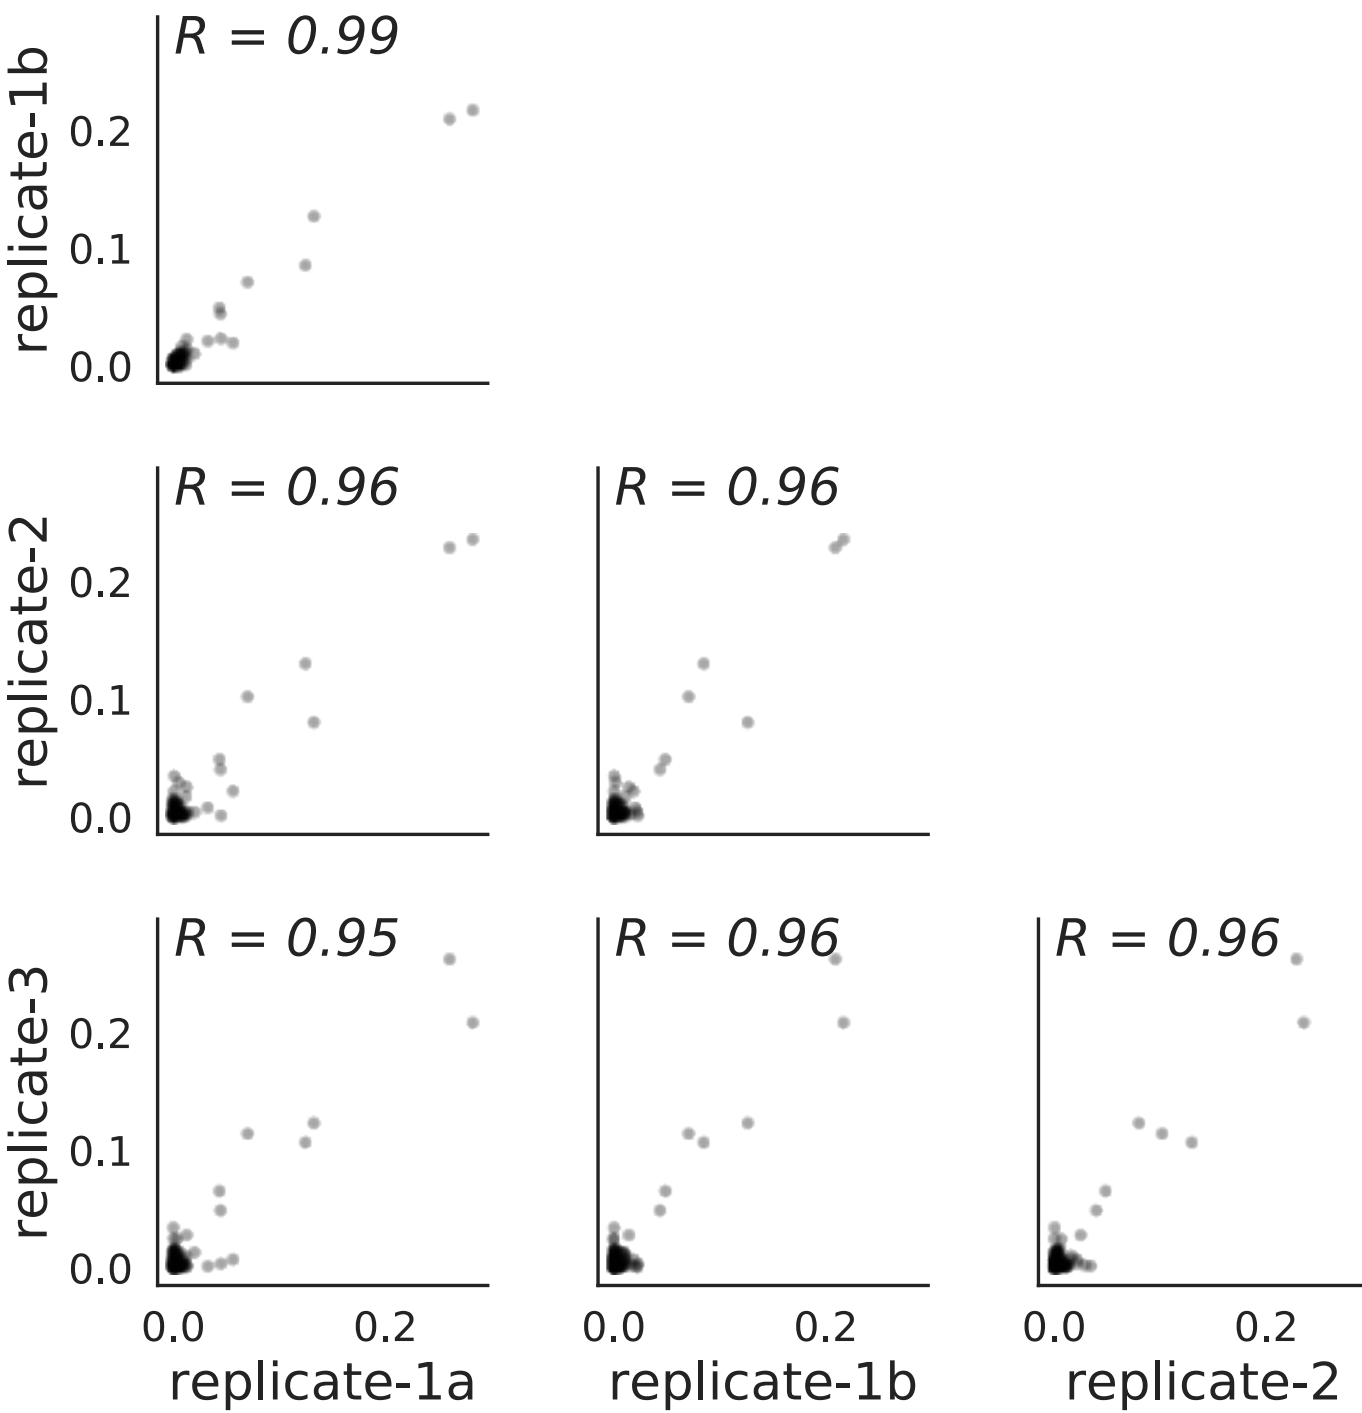 R = 0.99
replicate-1b
0.2
0.1
0.0
R = 0.96
R = 0.96
replicate-2
0.2
0.1
0.0
R = 0.95
R = 0.96
R = 0.96
replicate-3
0.2
0.1
0.0
0.0 0.2
0.0 0.2
0.0 0.2
replicate-1a
replicate-1b
replicate-2